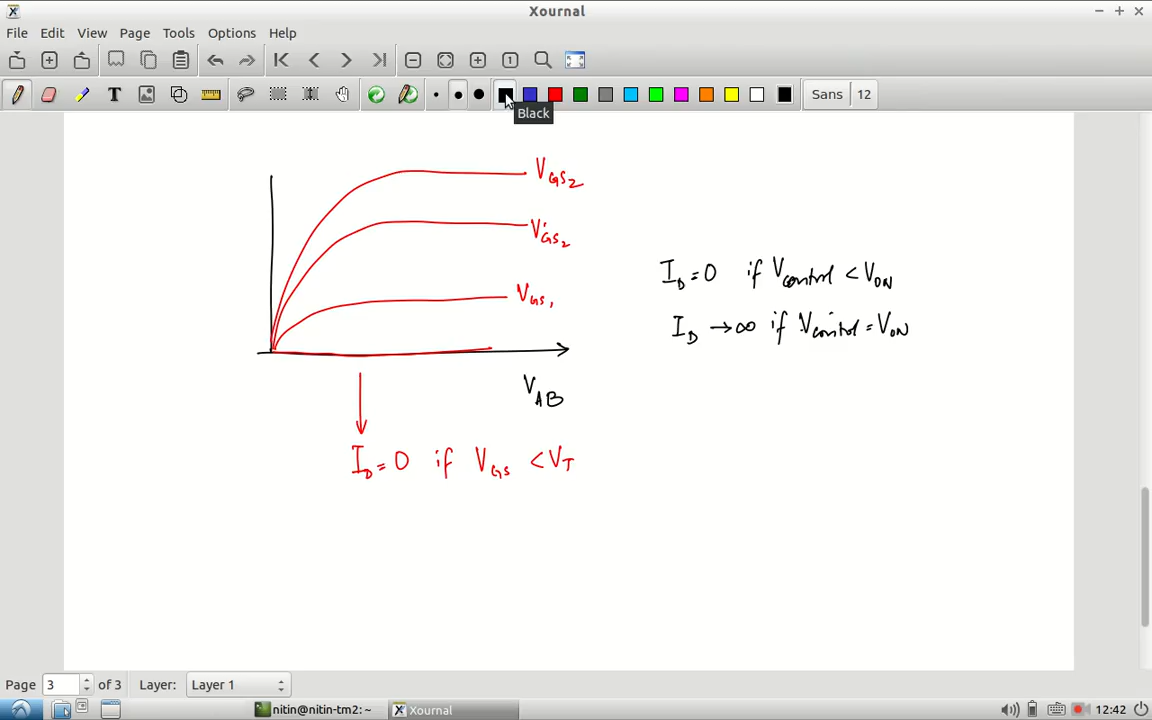 Xournal
File Edit View Page Tools Options Help
Sans 12
Black
V_GS2
V'_GS2
V_GS1
V_AB
I_D = 0 if V_control < V_ON
I_D → ∞ if V_control = V_ON
I_D = 0 if V_GS < V_T
Page 3 of 3 Layer: Layer 1
nitin@nitin-tm2: ~ Xournal 12:42